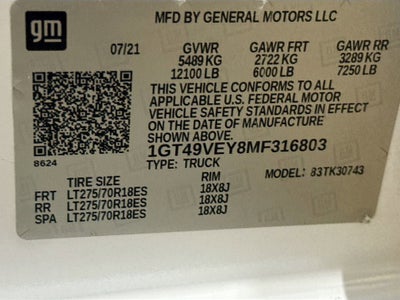 gm
MFD BY GENERAL MOTORS LLC
07/21 GVWR GAWR FRT GAWR RR
5489 KG 2722 KG 3289 KG
12100 LB 6000 LB 7250 LB
THIS VEHICLE CONFORMS TO ALL
APPLICABLE U.S. FEDERAL MOTOR
VEHICLE SAFETY STANDARDS IN EFFECT
ON THE DATE OF MANUFACTURE
SHOWN ABOVE.
8624
1GT49VEY8MF316803
TYPE: TRUCK MODEL: 83TK30743
TIRE SIZE RIM
FRT LT275/70R18ES 18X8J
RR LT275/70R18ES 18X8J
SPA LT275/70R18ES 18X8J